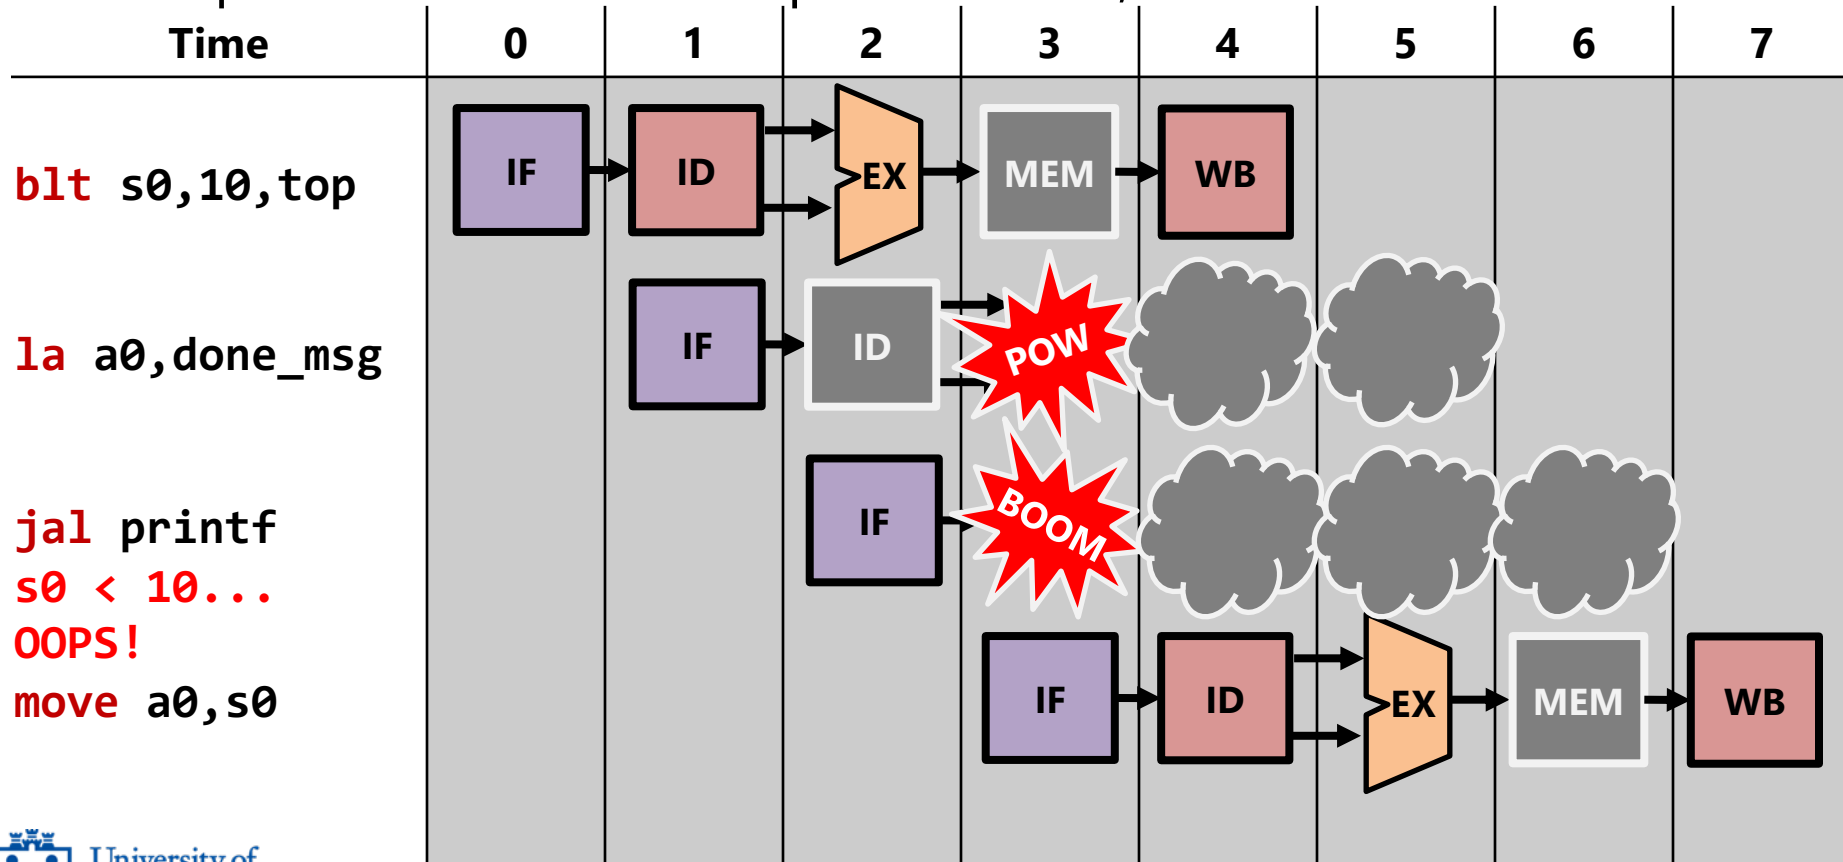 Time 0 1 2 3 4 5 6 7
blt s0,10,top IF ID EX MEM WB
la a0,done_msg IF ID POW
jal printf IF BOOM
s0 < 10...
OOPS!
move a0,s0 IF ID EX MEM WB
University of